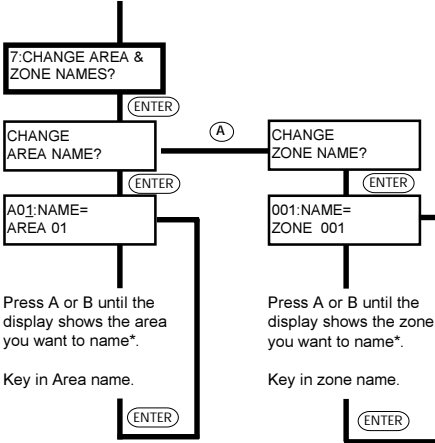 7:CHANGE AREA &
ZONE NAMES?
ENTER
CHANGE
AREA NAME?
A
CHANGE
ZONE NAME?
ENTER
ENTER
A01:NAME=
AREA 01
001:NAME=
ZONE 001
Press A or B until the
display shows the area
you want to name*.
Key in Area name.
ENTER
Press A or B until the
display shows the zone
you want to name*.
Key in zone name.
ENTER